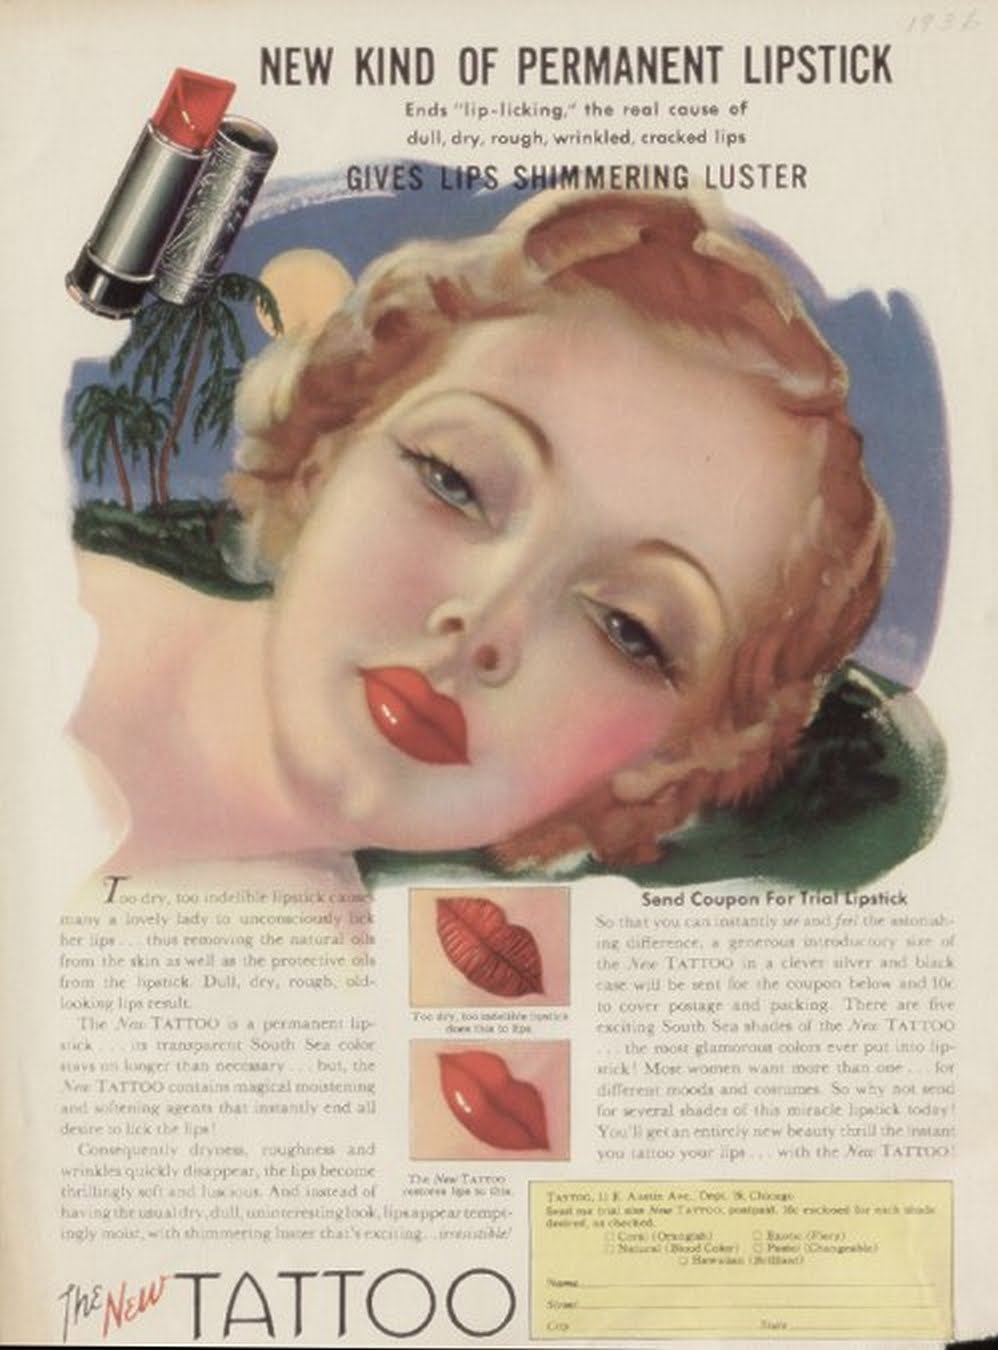 1936
NEW KIND OF PERMANENT LIPSTICK
Ends "lip-licking," the real cause of
dull, dry, rough, wrinkled, cracked lips
GIVES LIPS SHIMMERING LUSTER
Too dry, too indelible lipstick causes
many a lovely lady to unconsciously lick
her lips . . . thus removing the natural oils
from the skin as well as the protective oils
from the lipstick. Dull, dry, rough, old-
looking lips result.
The New TATTOO is a permanent lip-
stick . . . its transparent South Sea color
stays on longer than necessary . . . but, the
New TATTOO contains magical moistening
and softening agents that instantly end all
desire to lick the lips!
Consequently dryness, roughness and
wrinkles quickly disappear, the lips become
thrillingly soft and luscious. And instead of
having the usual dry, dull, uninteresting look, lips appear tempt-
ingly moist, with shimmering luster that's exciting . . irresistible!
Too dry, too indelible lipstick
does this to lips.
The New TATTOO
restores lips to this.
Send Coupon For Trial Lipstick
So that you can instantly see and feel the astonish-
ing difference, a generous introductory size of
the New TATTOO in a clever silver and black
case will be sent for the coupon below and 10c
to cover postage and packing. There are five
exciting South Sea shades of the New TATTOO
. . . the most glamorous colors ever put into lip-
stick! Most women want more than one . . . for
different moods and costumes. So why not send
for several shades of this miracle lipstick today!
You'll get an entirely new beauty thrill the instant
you tattoo your lips . . . with the New TATTOO!
TATTOO, 11 E. Austin Ave., Dept. Chicago
Send me trial size New TATTOO, postpaid. 10c enclosed for each shade
desired, as checked.
Coral (Orangish) Exotic (Fiery)
Natural (Blood Color) Pastel (Changeable)
Hawaiian (Brilliant)
Name
Street
City State
The New TATTOO